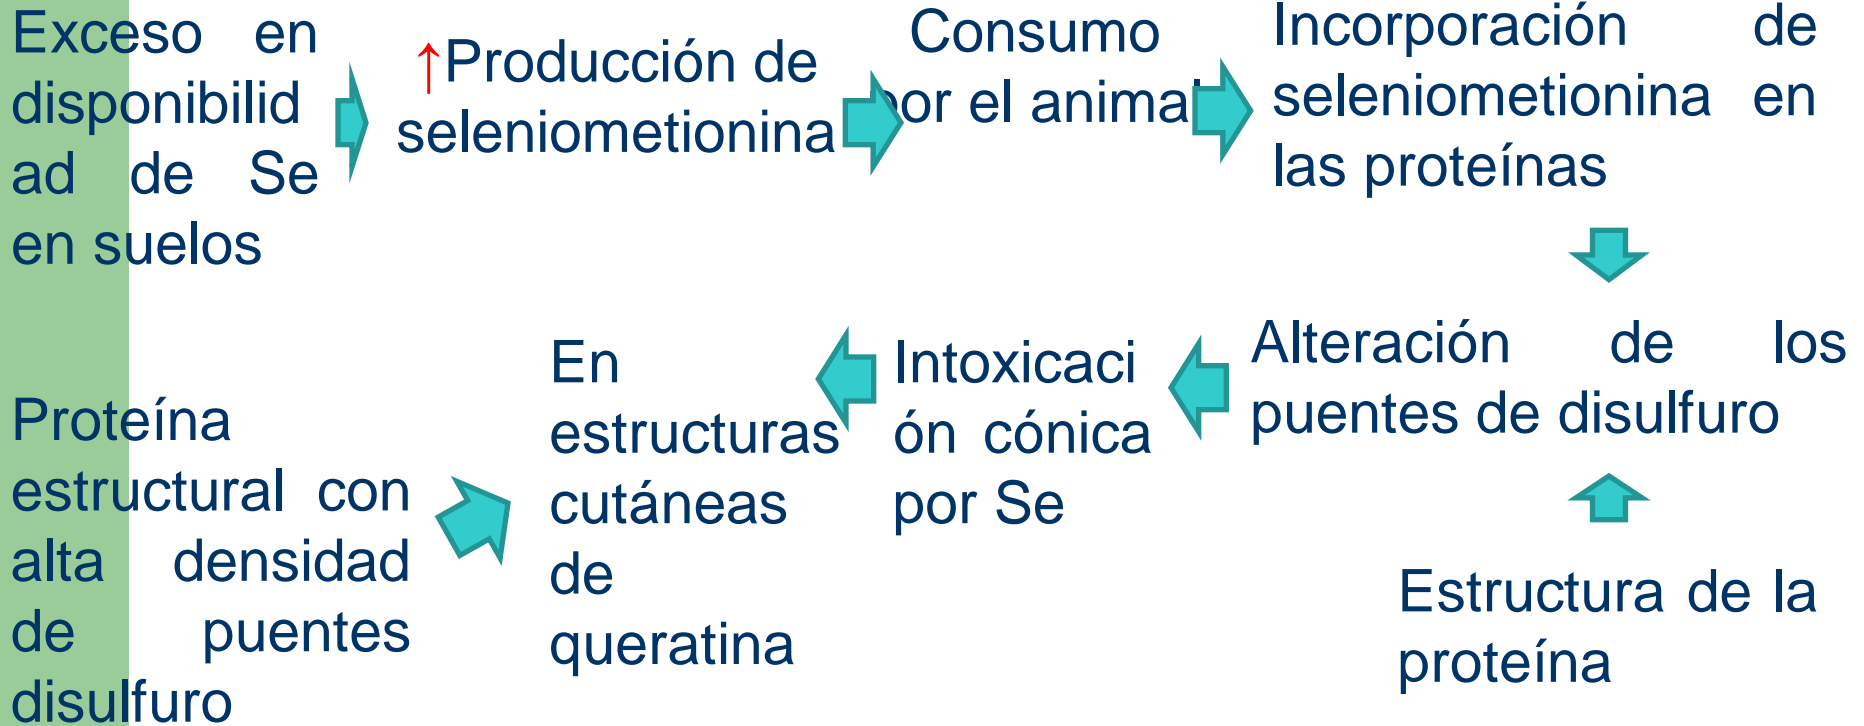 Exceso en
disponibilid
ad de Se
en suelos
↑Producción de
seleniometionina
Consumo
por el animal
Incorporación de
seleniometionina en
las proteínas
Alteración de los
puentes de disulfuro
Estructura de la
proteína
Intoxicaci
ón cónica
por Se
En
estructuras
cutáneas
de
queratina
Proteína
estructural con
alta densidad
de puentes
disulfuro